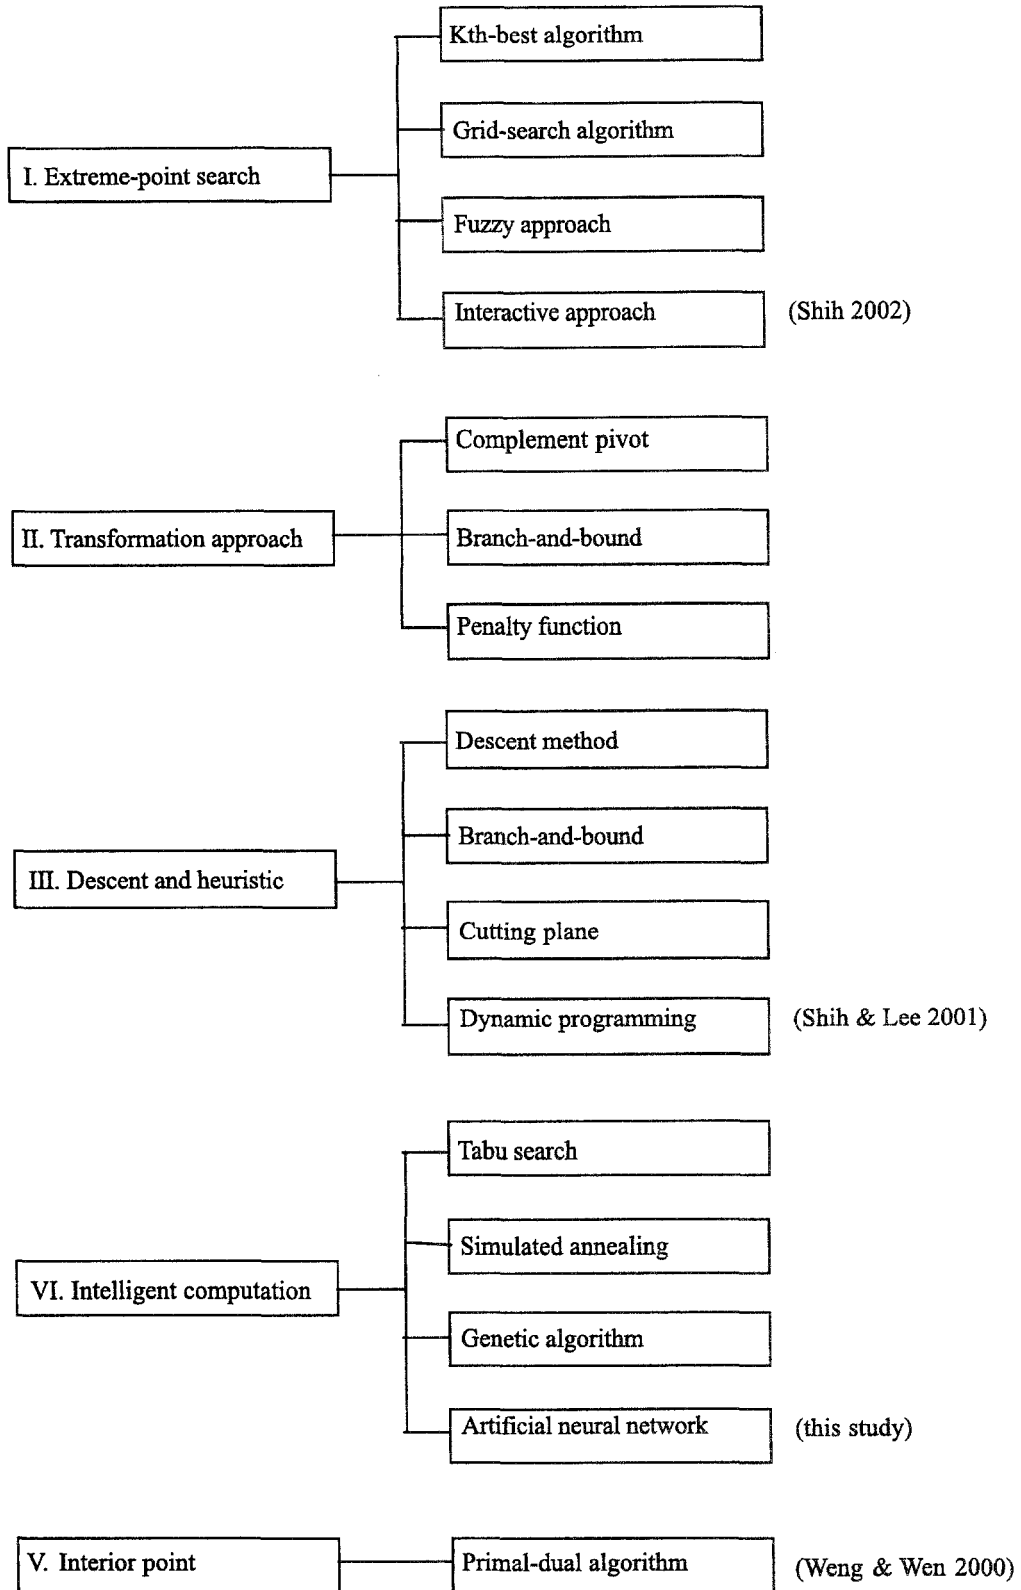 Kth-best algorithm
Grid-search algorithm
I. Extreme-point search
Fuzzy approach
Interactive approach (Shih 2002)
Complement pivot
II. Transformation approach
Branch-and-bound
Penalty function
Descent method
Branch-and-bound
III. Descent and heuristic
Cutting plane
Dynamic programming (Shih & Lee 2001)
Tabu search
Simulated annealing
VI. Intelligent computation
Genetic algorithm
Artificial neural network (this study)
V. Interior point
Primal-dual algorithm (Weng & Wen 2000)